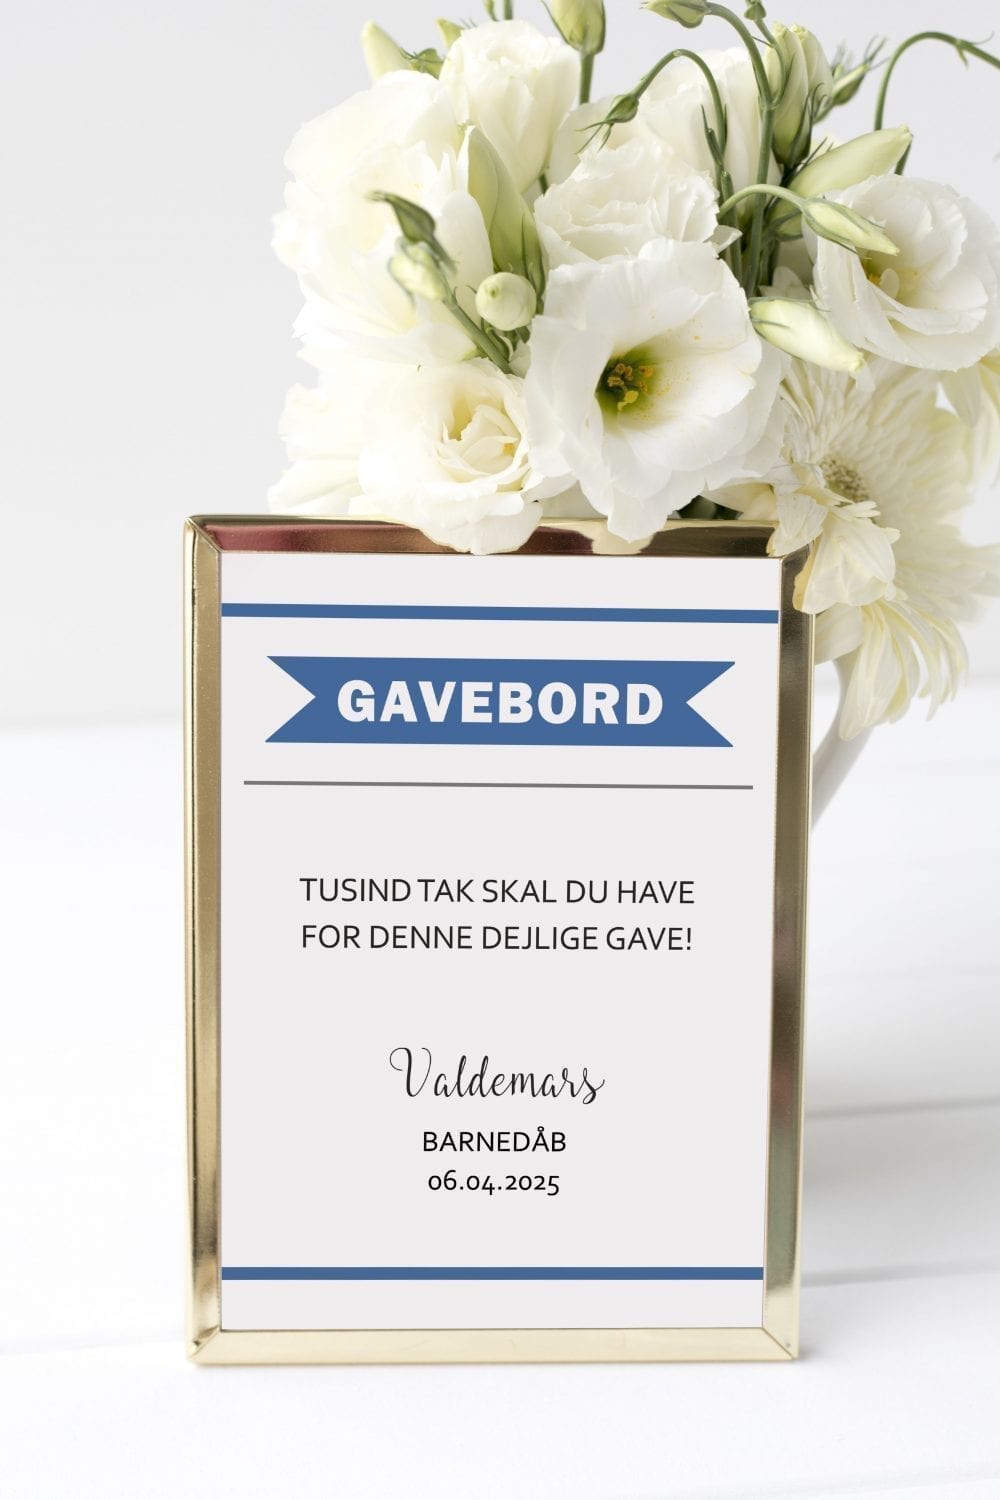 GAVEBORD
TUSIND TAK SKAL DU HAVE
FOR DENNE DEJLIGE GAVE!
Valdemars
BARNEDÅB
06.04.2025